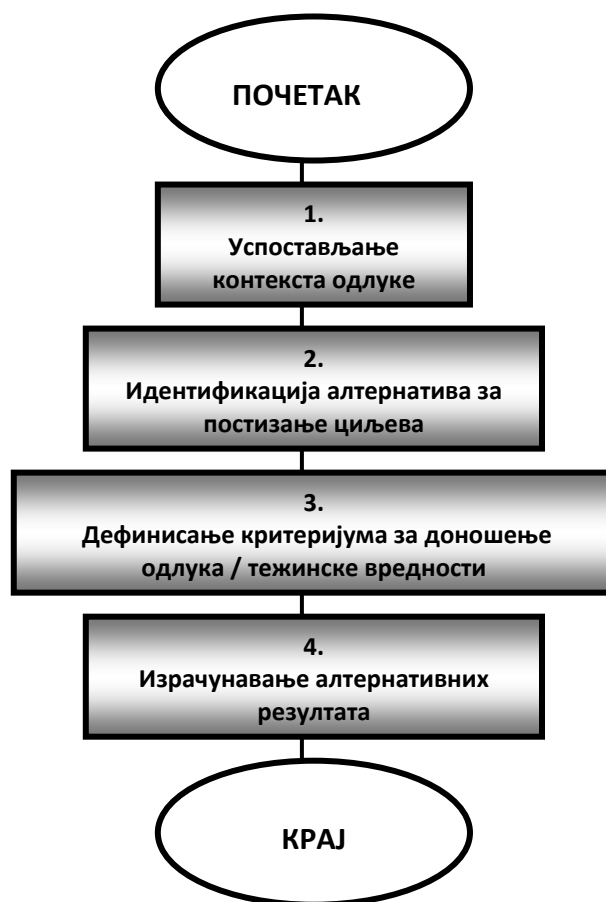 ПОЧЕТАК
1.
Успостављање
контекста одлуке
2.
Идентификација алтернатива за
постизање циљева
3.
Дефинисање критеријума за доношење
одлука / тежинске вредности
4.
Израчунавање алтернативних
резултата
КРАЈ